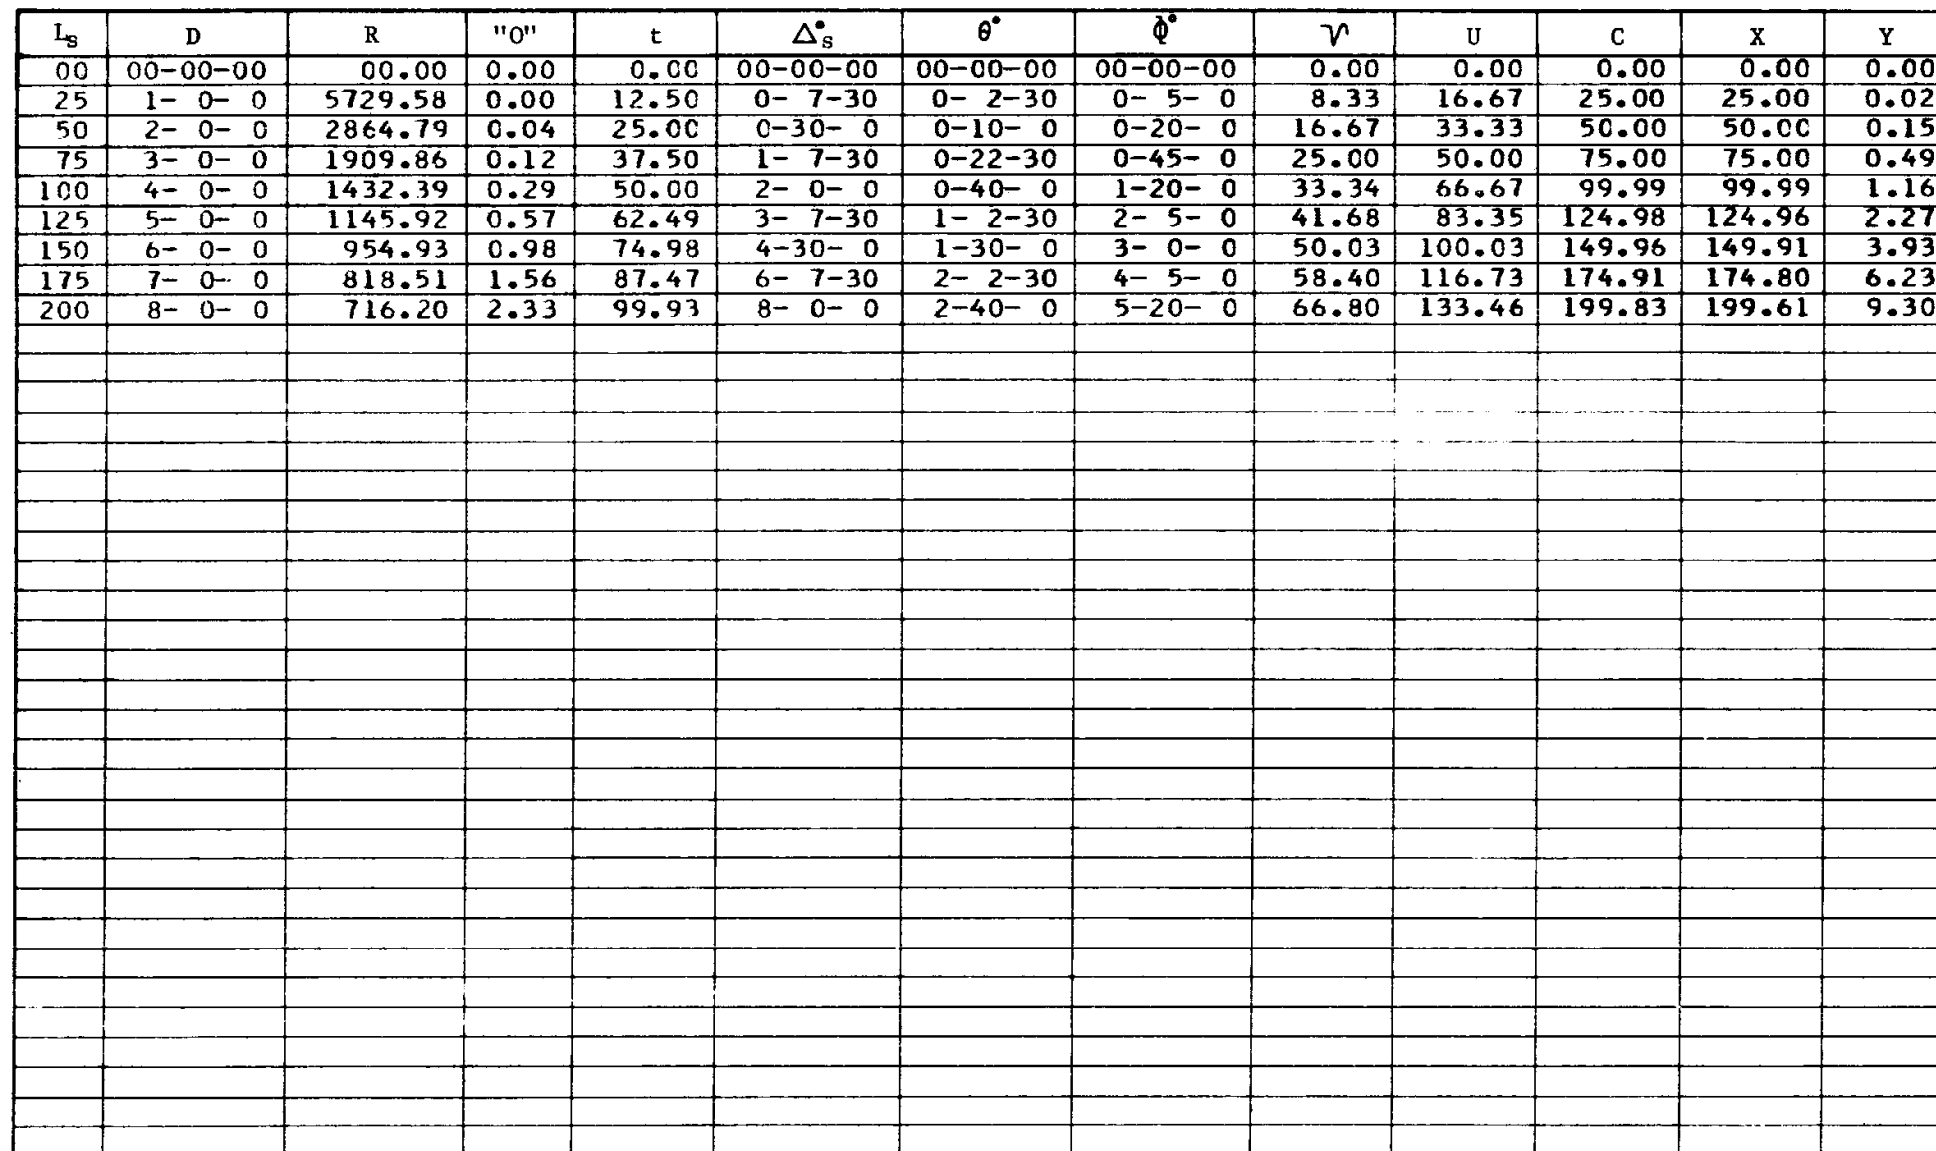 Ls D R "O" t Δ°s θ° Φ° V U C X Y
00 00-00-00 00.00 0.00 0.00 00-00-00 00-00-00 00-00-00 0.00 0.00 0.00 0.00 0.00
25 1- 0- 0 5729.58 0.00 12.50 0- 7-30 0- 2-30 0- 5- 0 8.33 16.67 25.00 25.00 0.02
50 2- 0- 0 2864.79 0.04 25.00 0-30- 0 0-10- 0 0-20- 0 16.67 33.33 50.00 50.00 0.15
75 3- 0- 0 1909.86 0.12 37.50 1- 7-30 0-22-30 0-45- 0 25.00 50.00 75.00 75.00 0.49
100 4- 0- 0 1432.39 0.29 50.00 2- 0- 0 0-40- 0 1-20- 0 33.34 66.67 99.99 99.99 1.16
125 5- 0- 0 1145.92 0.57 62.49 3- 7-30 1- 2-30 2- 5- 0 41.68 83.35 124.98 124.96 2.27
150 6- 0- 0 954.93 0.98 74.98 4-30- 0 1-30- 0 3- 0- 0 50.03 100.03 149.96 149.91 3.93
175 7- 0- 0 818.51 1.56 87.47 6- 7-30 2- 2-30 4- 5- 0 58.40 116.73 174.91 174.80 6.23
200 8- 0- 0 716.20 2.33 99.93 8- 0- 0 2-40- 0 5-20- 0 66.80 133.46 199.83 199.61 9.30